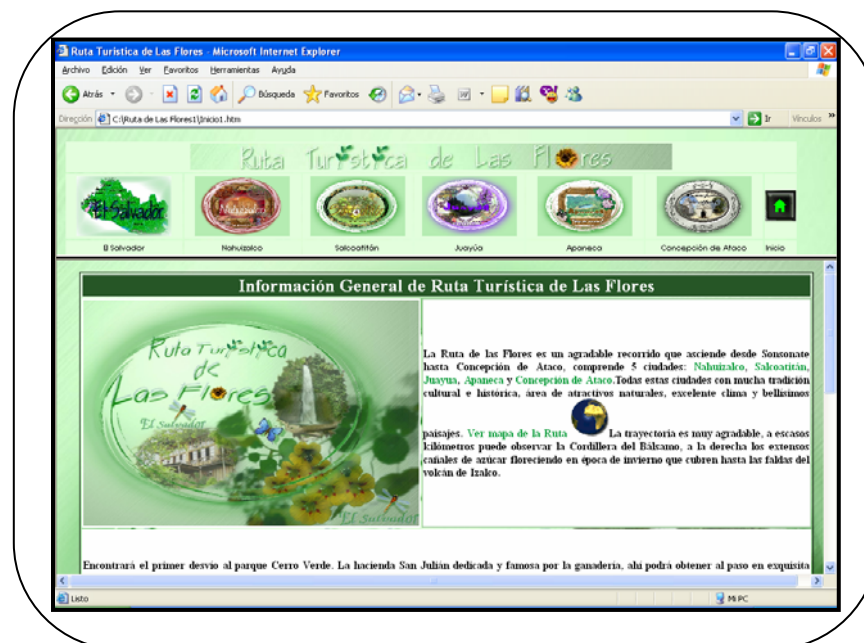 Ruta Turistica de Las Flores - Microsoft Internet Explorer
Archivo Edición Ver Favoritos Herramientas Ayuda
Atrás Búsqueda Favoritos
Dirección C:\Ruta de Las Flores1\Inicio1.htm Ir Vínculos
Ruta Turística de Las Flores
El Salvador Nahuizalco Juayúa
El Salvador Nahuizalco Salcoatitón Juayúa Apaneca Concepción de Ataco Inicio
Información General de Ruta Turística de Las Flores
Ruta Turística
de
Las Flores
El Salvador
El Salvador
La Ruta de las Flores es un agradable recorrido que asciende desde Sonsonate
hasta Concepción de Ataco, comprende 5 ciudades: Nahuizalco, Salcoatitán,
Juayua, Apaneca y Concepción de Ataco.Todas estas ciudades con mucha tradición
cultural e histórica, área de atractivos naturales, excelente clima y bellísimos
paisajes. Ver mapa de la Ruta La trayectoria es muy agradable, a escasos
kilómetros puede observar la Cordillera del Bálsamo, a la derecha los extensos
cañales de azúcar floreciendo en época de invierno que cubren hasta las faldas del
volcán de Izalco.
Encontrará el primer desvío al parque Cerro Verde. La hacienda San Julián dedicada y famosa por la ganadería, ahí podrá obtener al paso en exquisita
Listo Mi PC